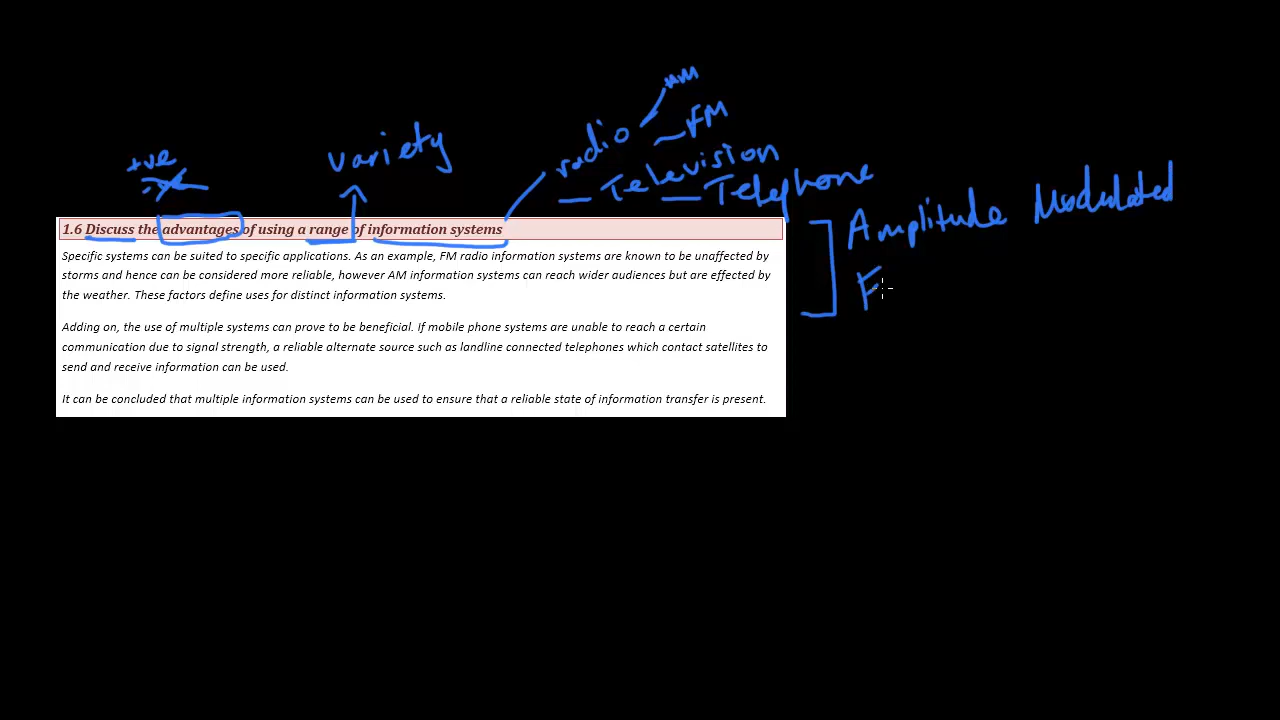 AM
FM
radio
variety
+ve
Television
Telephone
Amplitude Modulated
1.6 Discuss the advantages of using a range of information systems
Specific systems can be suited to specific applications. As an example, FM radio information systems are known to be unaffected by
storms and hence can be considered more reliable, however AM information systems can reach wider audiences but are effected by
the weather. These factors define uses for distinct information systems.
F
Adding on, the use of multiple systems can prove to be beneficial. If mobile phone systems are unable to reach a certain
communication due to signal strength, a reliable alternate source such as landline connected telephones which contact satellites to
send and receive information can be used.
It can be concluded that multiple information systems can be used to ensure that a reliable state of information transfer is present.